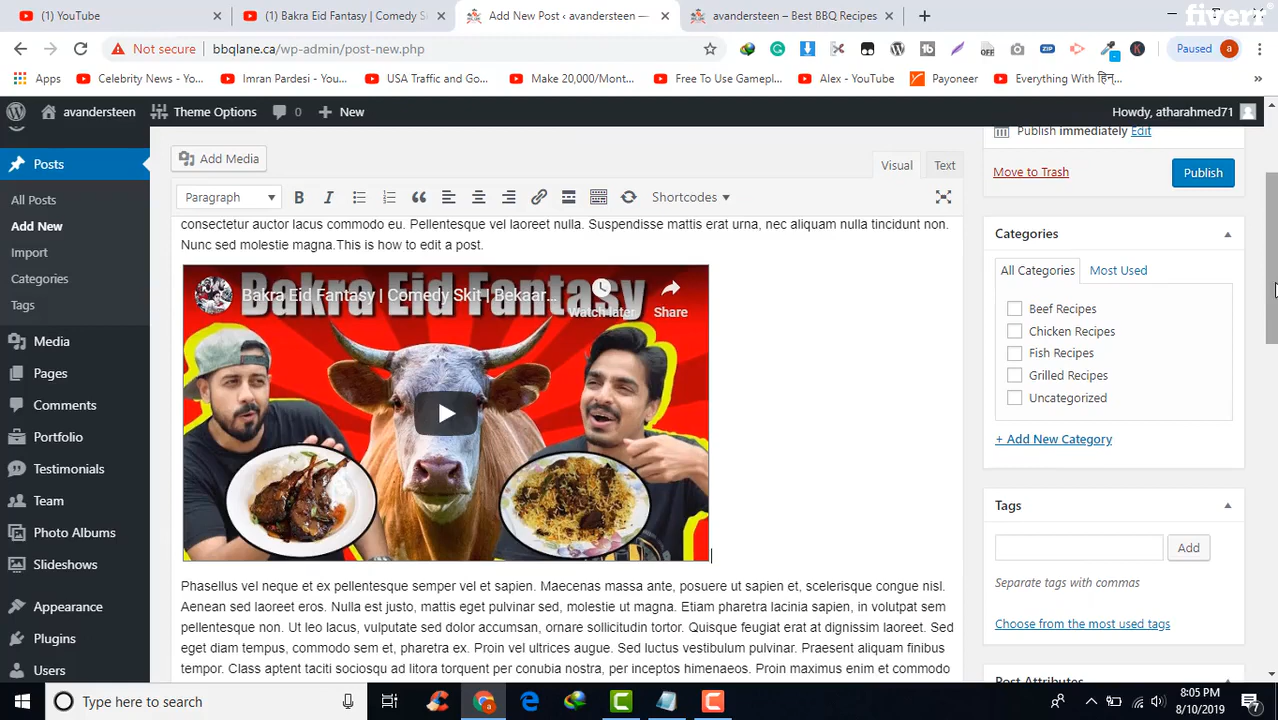 (1) YouTube
(1) Bakra Eid Fantasy | Comedy S
Add New Post ‹ avandersteen —
avandersteen – Best BBQ Recipes
fiverr
Not secure
bbqlane.ca/wp-admin/post-new.php
OFF
ZIP
K
Paused
a
Apps
Celebrity News - Yo...
Imran Pardesi - You...
USA Traffic and Go...
Make 20,000/Mont...
Free To Use Gamepl...
Alex - YouTube
Payoneer
Everything With हिन्...
avandersteen
Theme Options
0
New
Howdy, atharahmed71
Posts
All Posts
Add New
Import
Categories
Tags
Media
Pages
Comments
Portfolio
Testimonials
Team
Photo Albums
Slideshows
Appearance
Plugins
Users
Add Media
Visual
Text
Paragraph
B
I
Shortcodes
consectetur auctor lacus commodo eu. Pellentesque vel laoreet nulla. Suspendisse mattis erat urna, nec aliquam nulla tincidunt non.
Nunc sed molestie magna.This is how to edit a post.
Bakra Eid Fantasy
Bakra Eid Fantasy | Comedy Skit | Bekaar...
Watch later
Share
Phasellus vel neque et ex pellentesque semper vel et sapien. Maecenas massa ante, posuere ut sapien et, scelerisque congue nisl.
Aenean sed laoreet eros. Nulla est justo, mattis eget pulvinar sed, molestie ut magna. Etiam pharetra lacinia sapien, in volutpat sem
pellentesque non. Ut leo lacus, vulputate sed dolor accumsan, ornare sollicitudin tortor. Quisque feugiat erat at dignissim laoreet. Sed
eget diam tempus, commodo sem et, pharetra ex. Proin vel ultrices augue. Sed luctus vestibulum pulvinar. Praesent aliquam finibus
tempor. Class aptent taciti sociosqu ad litora torquent per conubia nostra, per inceptos himenaeos. Proin maximus enim et commodo
Publish immediately Edit
Move to Trash
Publish
Categories
All Categories
Most Used
Beef Recipes
Chicken Recipes
Fish Recipes
Grilled Recipes
Uncategorized
+ Add New Category
Tags
Add
Separate tags with commas
Choose from the most used tags
Post Attributes
Type here to search
8:05 PM
8/10/2019
7